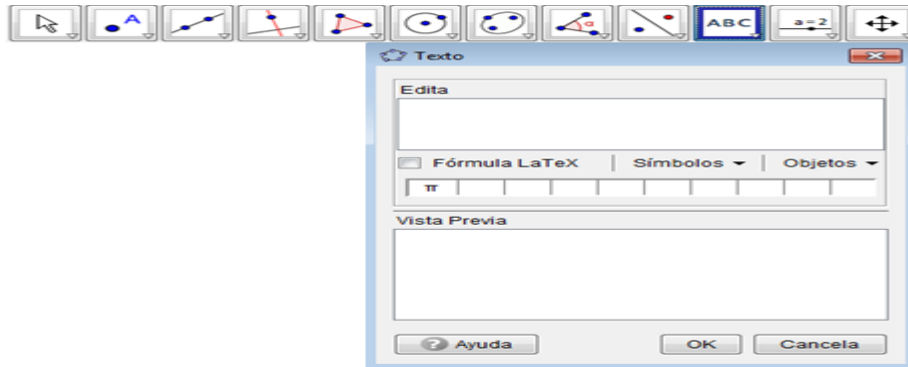 A
α
ABC
a=2
Texto
Edita
Fórmula LaTeX Símbolos Objetos
π
Vista Previa
Ayuda OK Cancela